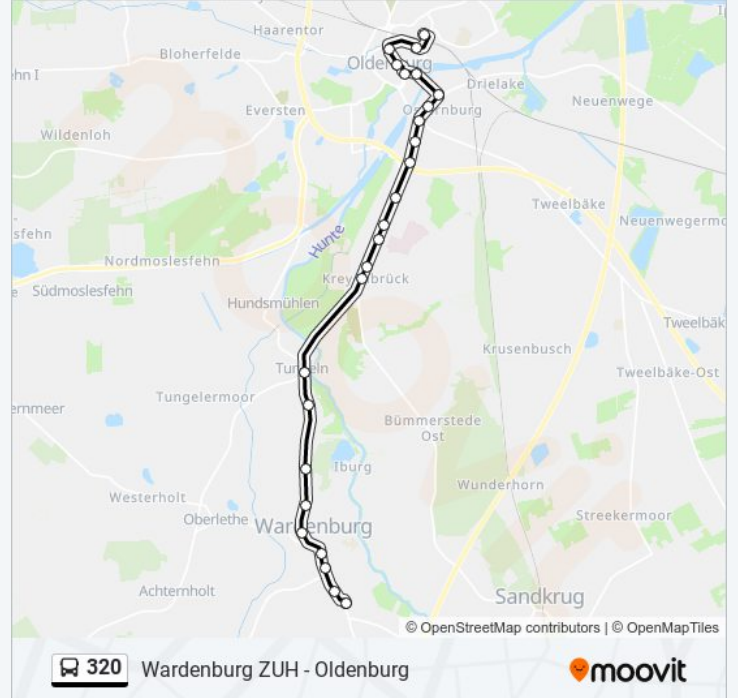 Haarentor
Bloherfelde
Oldenburg
Drielake
Eversten
Osternburg
Neuenwege
Wildenloh
Tweelbäke
Neuenwegermo
sfehn
Hunte
Nordmoslesfehn
Südmoslesfehn
Kreyenbrück
Hundsmühlen
Tweelbäk
Krusenbusch
Tungeln
Tweelbäke-Ost
Tungelermoor
ernmeer
Bümmerstede
Ost
Iburg
Wunderhorn
Westerholt
Oberlethe
Wardenburg
Streekermoor
Achternholt
Sandkrug
© OpenStreetMap contributors | © OpenMapTiles
320 Wardenburg ZUH - Oldenburg
moovit